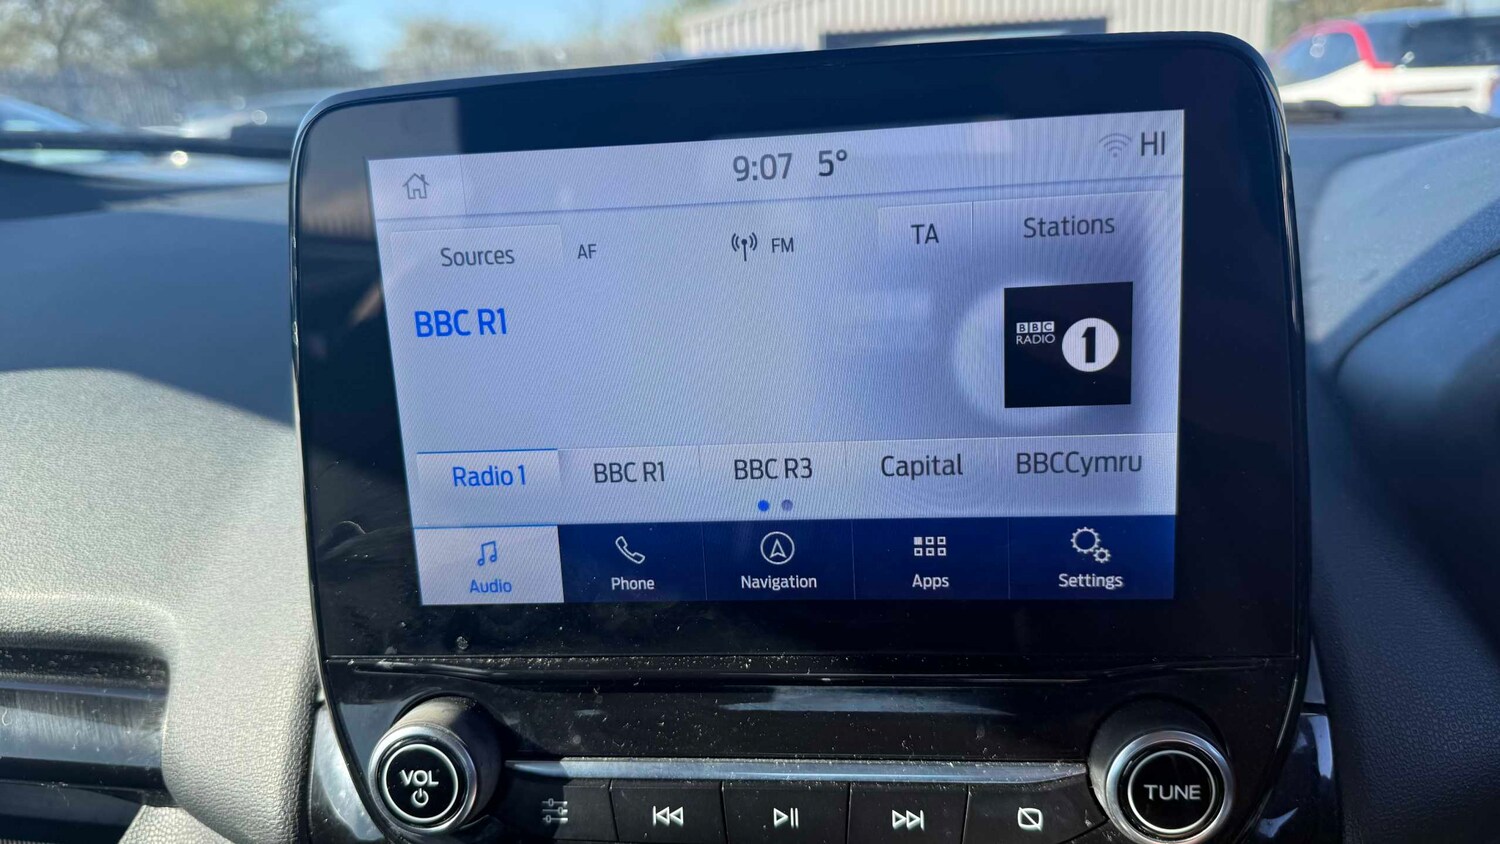 9:07 5°
HI
Sources
AF
FM
TA
Stations
BBC R1
BBC
RADIO
1
Radio 1
BBC R1
BBC R3
Capital
BBCCymru
Audio
Phone
Navigation
Apps
Settings
VOL
TUNE